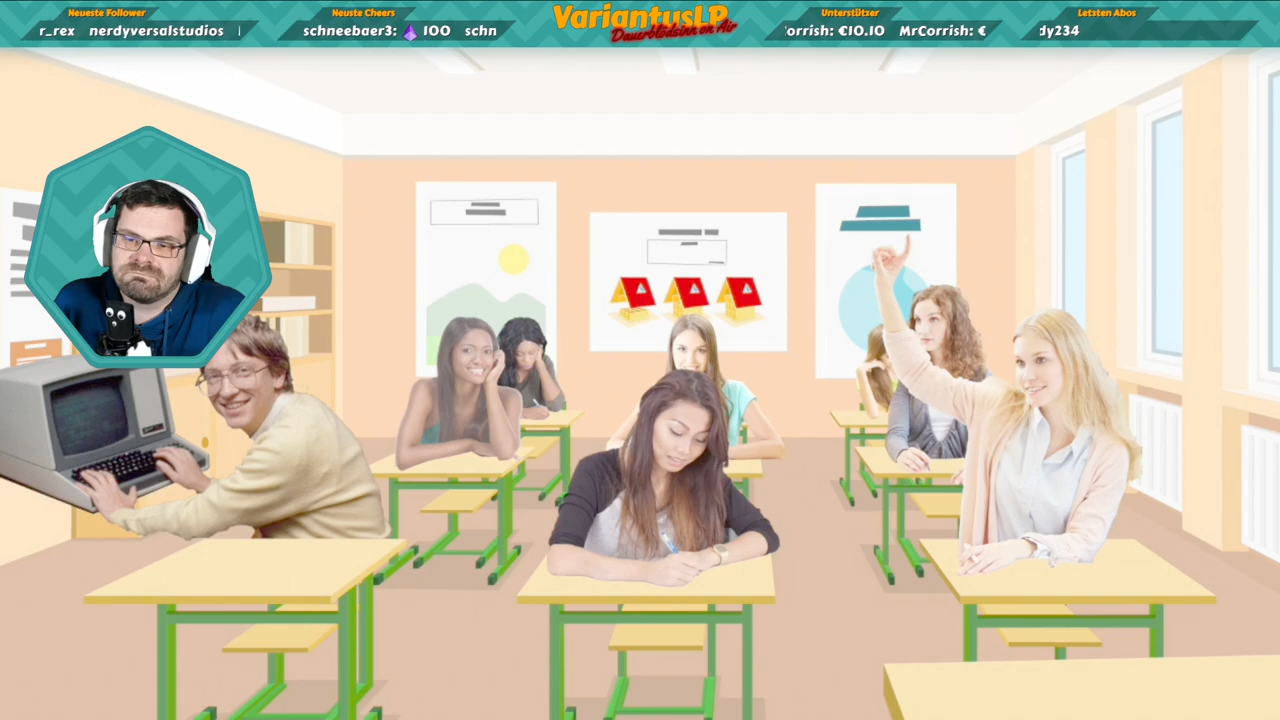 Neueste Follower
r_rex nerdyversalstudios
Neuste Cheers
schneebaer3: 100 schn
VariantusLP
Dauerblödsinn on Air
Unterstützer
orrish: €10.10 MrCorrish: €
Letzten Abos
dy234